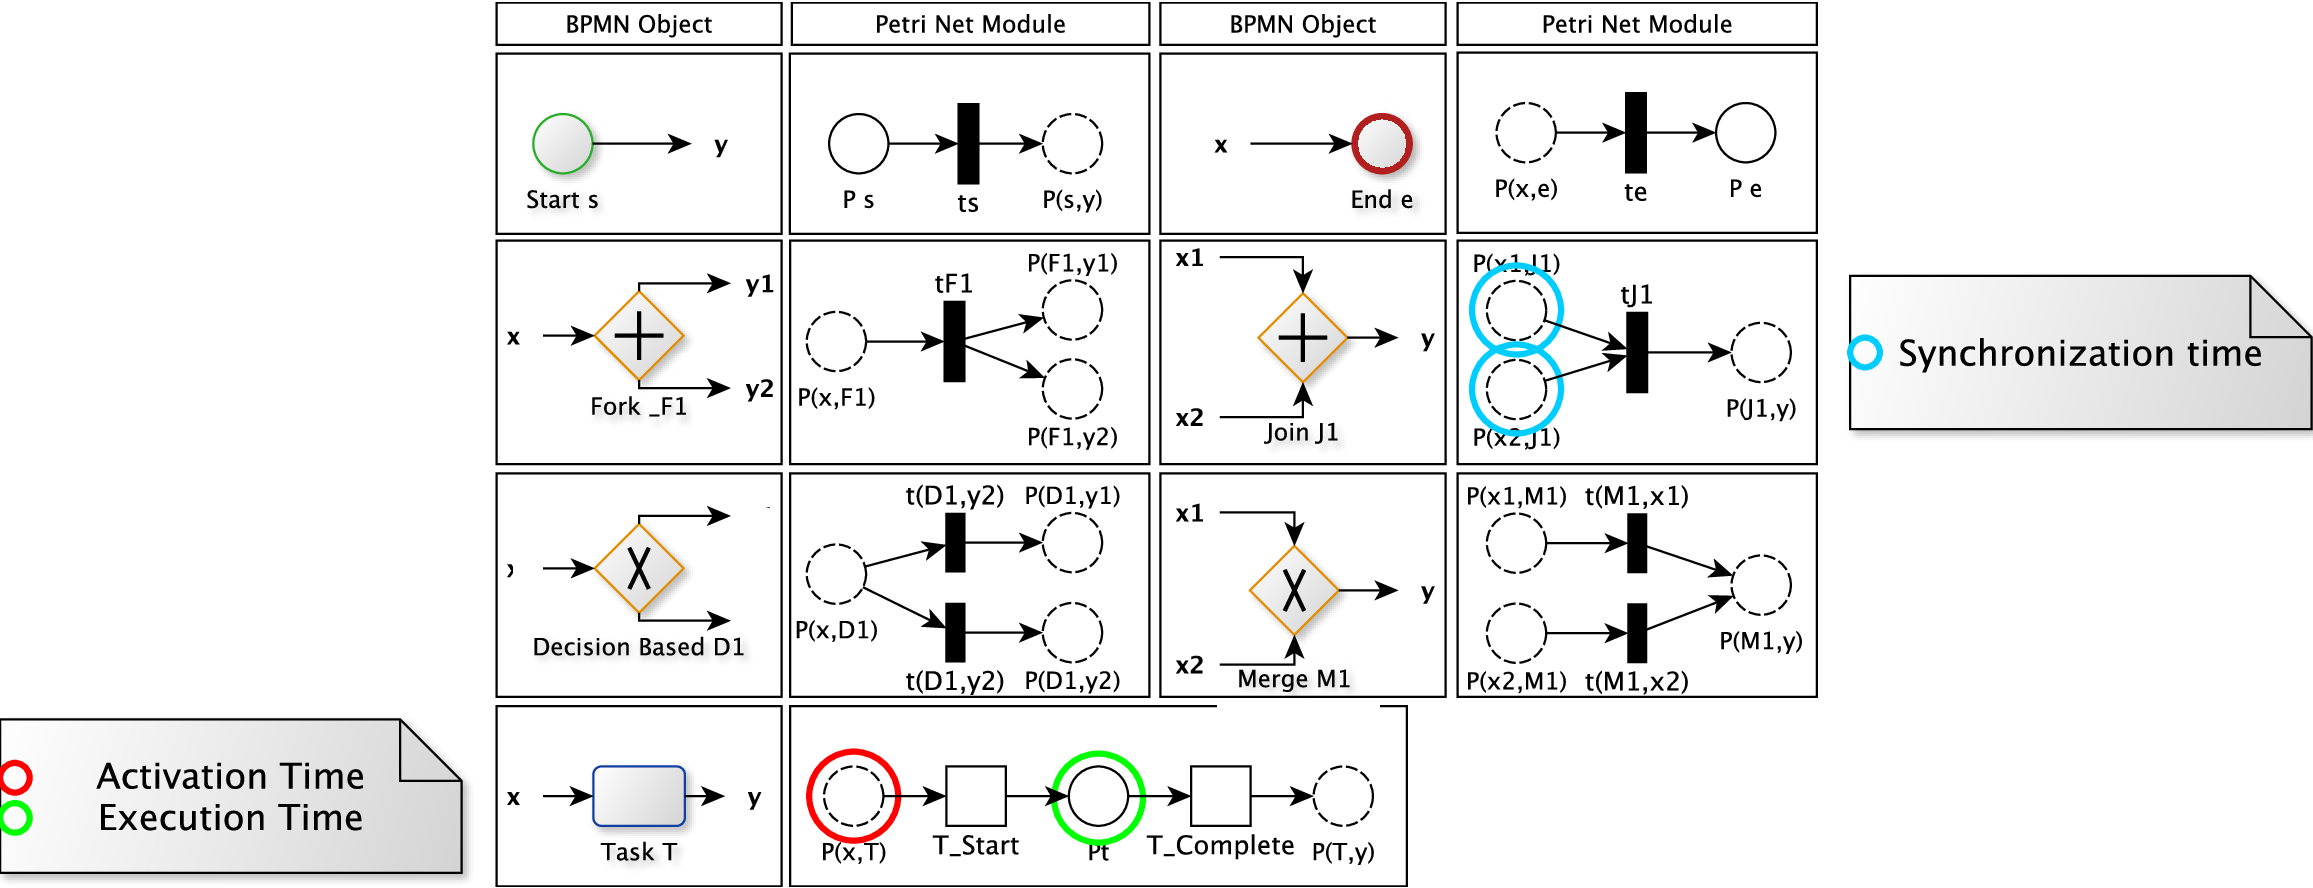 BPMN Object
Petri Net Module
BPMN Object
Petri Net Module
y
Start s
P s
ts
P(s,y)
x
End e
P(x,e)
te
P e
x
y1
y2
Fork _F1
P(x,F1)
tF1
P(F1,y1)
P(F1,y2)
x1
x2
y
Join J1
P(x1,J1)
P(x2,J1)
tJ1
P(J1,y)
Synchronization time
Decision Based D1
P(x,D1)
t(D1,y2)
P(D1,y1)
t(D1,y2)
P(D1,y2)
x1
x2
y
Merge M1
P(x1,M1)
t(M1,x1)
P(x2,M1)
t(M1,x2)
P(M1,y)
Activation Time
Execution Time
x
y
Task T
P(x,T)
T_Start
Pt
T_Complete
P(T,y)